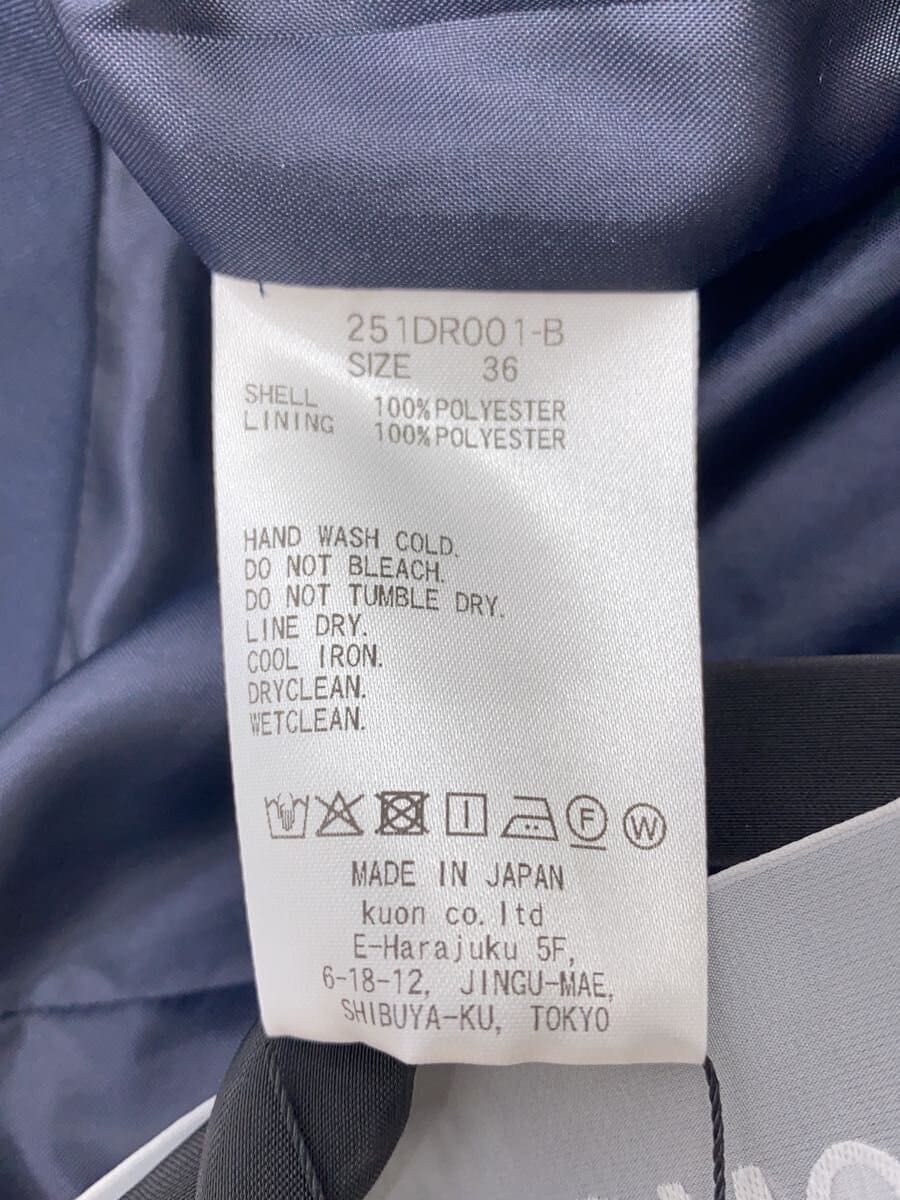 251DR001-B
SIZE 36
SHELL 100%POLYESTER
LINING 100%POLYESTER
HAND WASH COLD.
DO NOT BLEACH.
DO NOT TUMBLE DRY.
LINE DRY.
COOL IRON.
DRYCLEAN.
WETCLEAN.
F W
MADE IN JAPAN
kuon co. ltd
E-Harajuku 5F,
6-18-12, JINGU-MAE,
SHIBUYA-KU, TOKYO